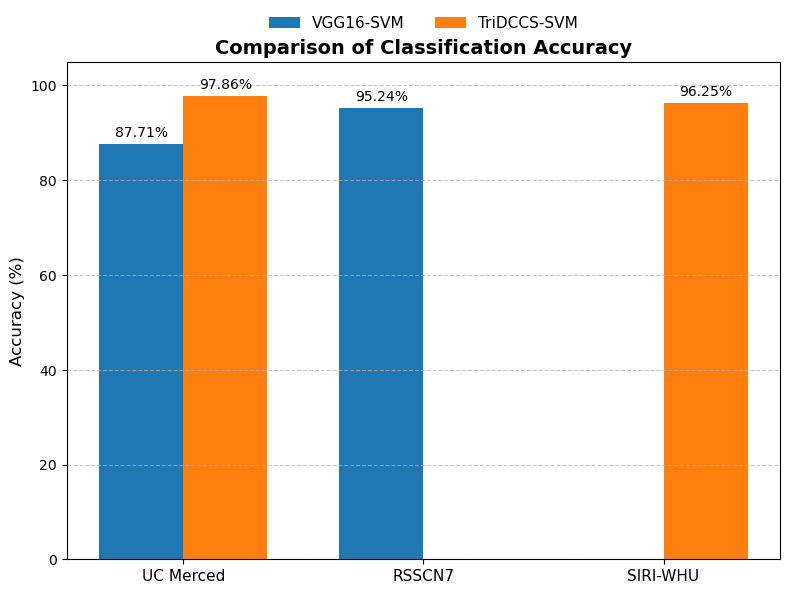 VGG16-SVM TriDCCS-SVM
Comparison of Classification Accuracy
Accuracy (%)
100
80
60
40
20
0
87.71%
97.86%
95.24%
96.25%
UC Merced RSSCN7 SIRI-WHU